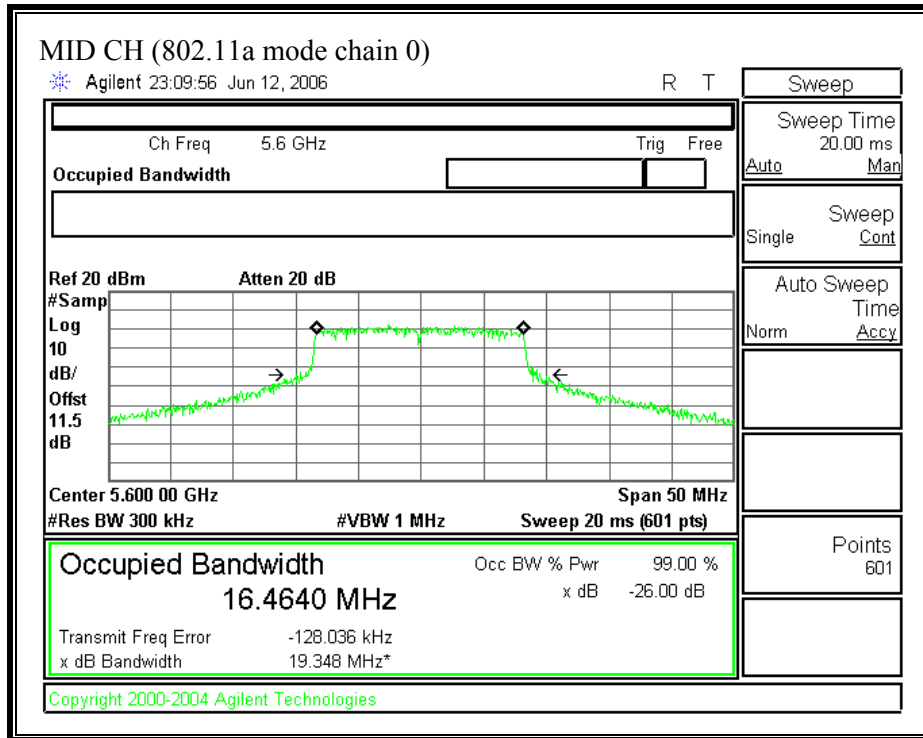 MID CH (802.11a mode chain 0)
Agilent 23:09:56 Jun 12, 2006 R T
Ch Freq 5.6 GHz Trig Free
Occupied Bandwidth
Ref 20 dBm Atten 20 dB
#Samp
Log
10
dB/
Offst
11.5
dB
Center 5.600 00 GHz Span 50 MHz
#Res BW 300 kHz #VBW 1 MHz Sweep 20 ms (601 pts)
Occupied Bandwidth
16.4640 MHz
Occ BW % Pwr 99.00 %
x dB -26.00 dB
Transmit Freq Error -128.036 kHz
x dB Bandwidth 19.348 MHz*
Copyright 2000-2004 Agilent Technologies
Sweep
Sweep Time
20.00 ms
Auto Man
Sweep
Single Cont
Auto Sweep
Time
Norm Accy
Points
601